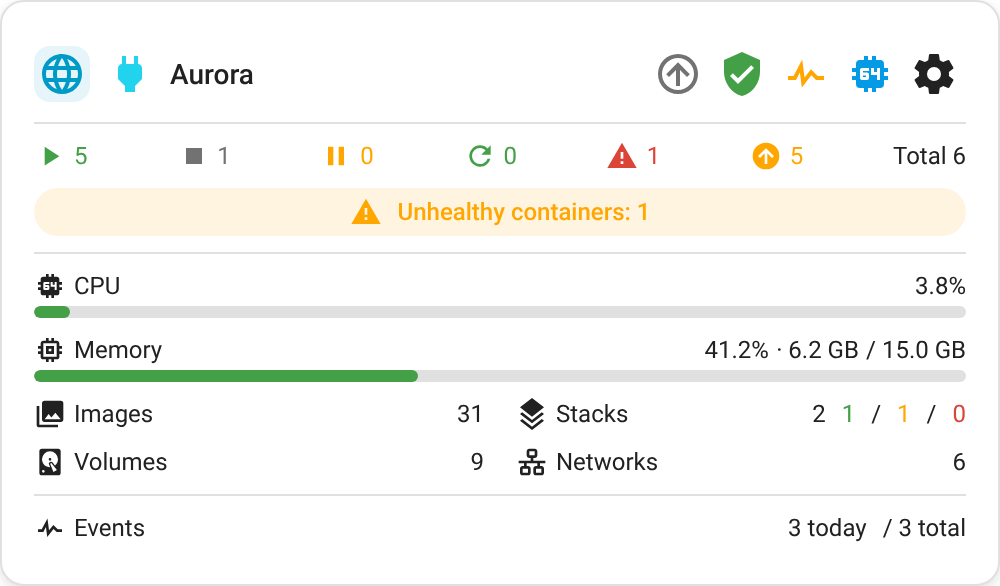 Aurora 64
5 1 0 0 1 5 Total 6
Unhealthy containers: 1
64 CPU 3.8%
Memory 41.2% · 6.2 GB / 15.0 GB
Images 31 Stacks 2 1 / 1 / 0
Volumes 9 Networks 6
Events 3 today / 3 total